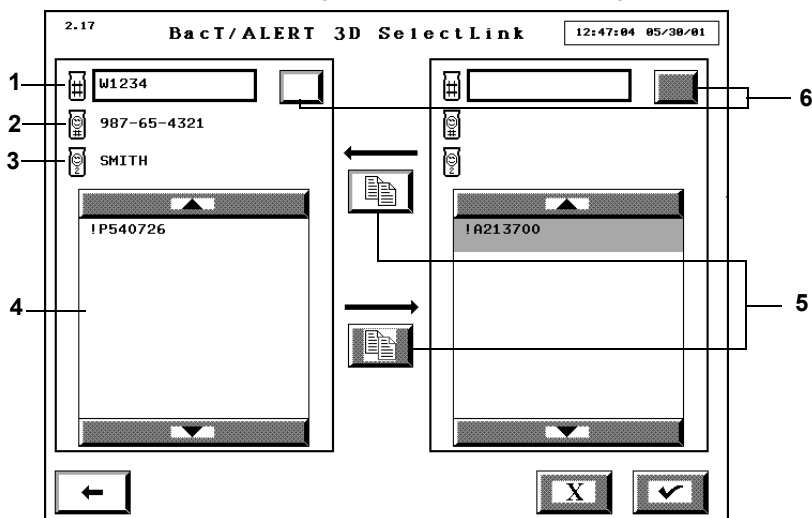 2.17 BacT/ALERT 3D SelectLink 12:47:04 05/30/01
1 W1234 6
2 987-65-4321
3 SMITH
!P540726 !A213700
4 5
X